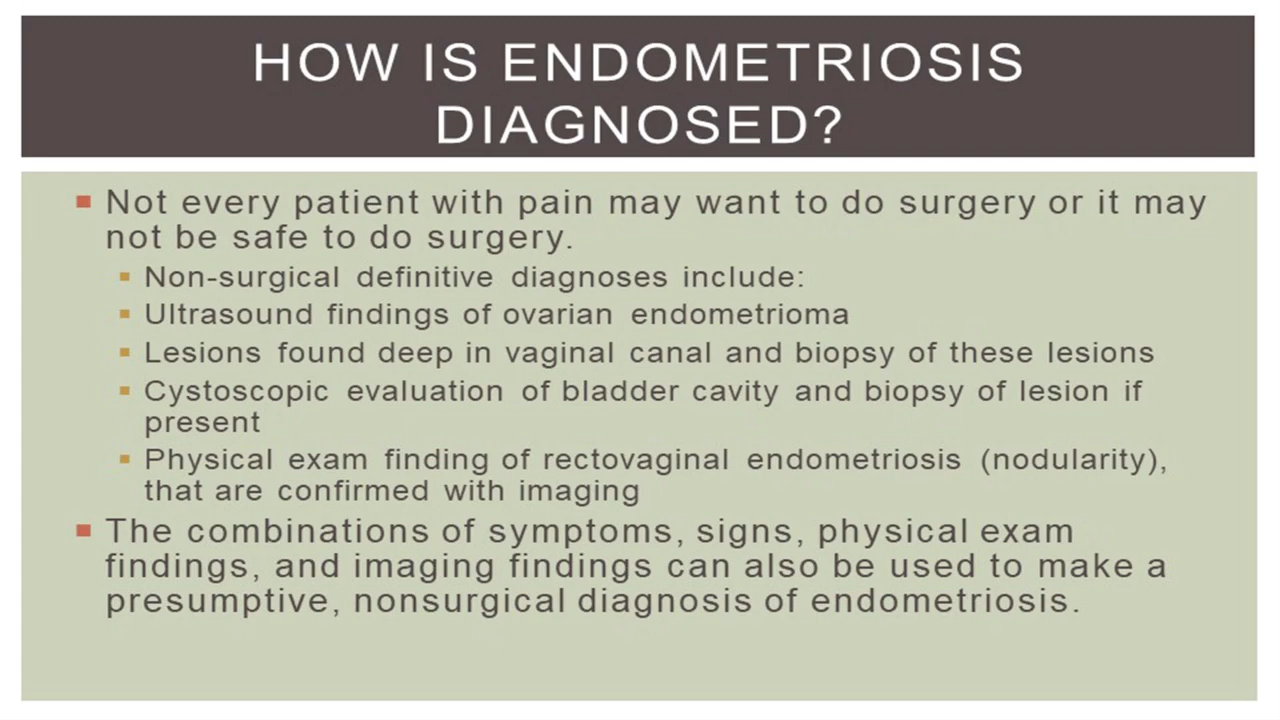 HOW IS ENDOMETRIOSIS
DIAGNOSED?
Not every patient with pain may want to do surgery or it may
not be safe to do surgery.
Non-surgical definitive diagnoses include:
Ultrasound findings of ovarian endometrioma
Lesions found deep in vaginal canal and biopsy of these lesions
Cystoscopic evaluation of bladder cavity and biopsy of lesion if
present
Physical exam finding of rectovaginal endometriosis (nodularity),
that are confirmed with imaging
The combinations of symptoms, signs, physical exam
findings, and imaging findings can also be used to make a
presumptive, nonsurgical diagnosis of endometriosis.